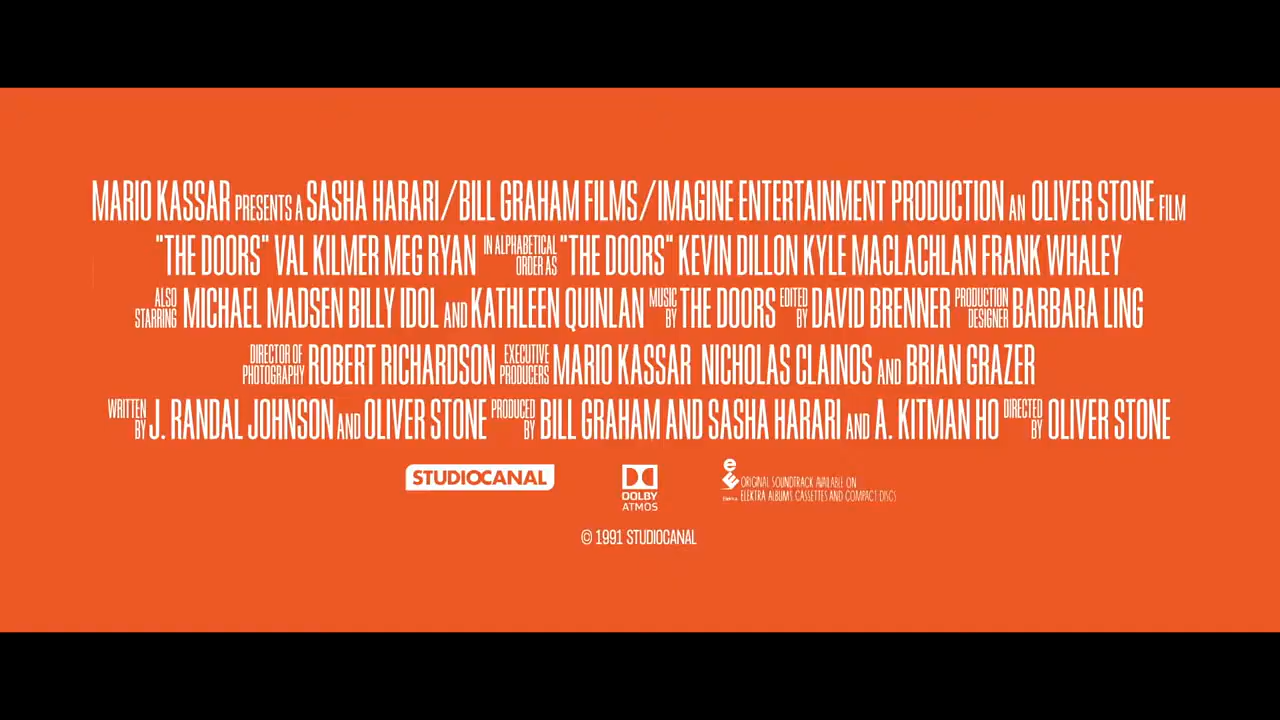 MARIO KASSAR PRESENTS A SASHA HARARI/BILL GRAHAM FILMS/IMAGINE ENTERTAINMENT PRODUCTION AN OLIVER STONE FILM
"THE DOORS" VAL KILMER MEG RYAN IN ALPHABETICAL ORDER AS "THE DOORS" KEVIN DILLON KYLE MACLACHLAN FRANK WHALEY
ALSO STARRING MICHAEL MADSEN BILLY IDOL AND KATHLEEN QUINLAN MUSIC BY THE DOORS EDITED BY DAVID BRENNER PRODUCTION DESIGNER BARBARA LING
DIRECTOR OF PHOTOGRAPHY ROBERT RICHARDSON EXECUTIVE PRODUCERS MARIO KASSAR NICHOLAS CLAINOS AND BRIAN GRAZER
WRITTEN BY J. RANDAL JOHNSON AND OLIVER STONE PRODUCED BY BILL GRAHAM AND SASHA HARARI AND A. KITMAN HO DIRECTED BY OLIVER STONE
STUDIOCANAL
DOLBY
ATMOS
ORIGINAL SOUNDTRACK AVAILABLE ON
ELEKTRA ALBUMS CASSETTES AND COMPACT DISCS
© 1991 STUDIOCANAL